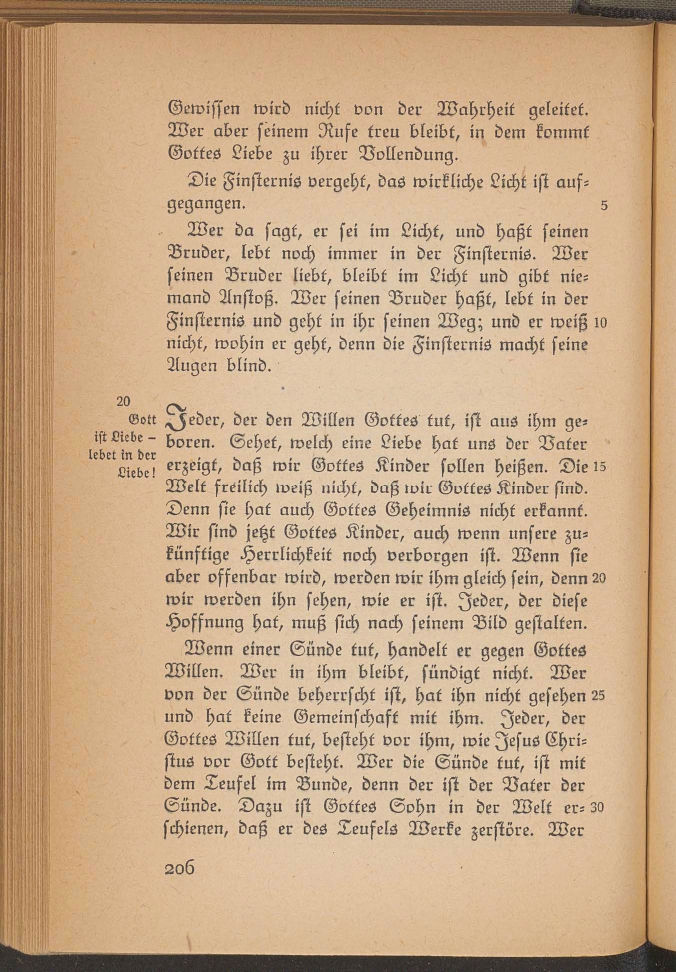 Gewissen wird nicht von der Wahrheit geleitet.
Wer aber seinem Rufe treu bleibt, in dem kommt
Gottes Liebe zu ihrer Vollendung.
Die Finsternis vergeht, das wirkliche Licht ist auf-
gegangen. 5
Wer da sagt, er sei im Licht, und haßt seinen
Bruder, lebt noch immer in der Finsternis. Wer
seinen Bruder liebt, bleibt im Licht und gibt nie-
mand Anstoß. Wer seinen Bruder haßt, lebt in der
Finsternis und geht in ihr seinen Weg; und er weiß 10
nicht, wohin er geht, denn die Finsternis macht seine
Augen blind.
20
Gott
ist Liebe –
lebet in der
Liebe!
Jeder, der den Willen Gottes tut, ist aus ihm ge-
boren. Sehet, welch eine Liebe hat uns der Vater
erzeigt, daß wir Gottes Kinder sollen heißen. Die 15
Welt freilich weiß nicht, daß wir Gottes Kinder sind.
Denn sie hat auch Gottes Geheimnis nicht erkannt.
Wir sind jetzt Gottes Kinder, auch wenn unsere zu-
künftige Herrlichkeit noch verborgen ist. Wenn sie
aber offenbar wird, werden wir ihm gleich sein, denn 20
wir werden ihn sehen, wie er ist. Jeder, der diese
Hoffnung hat, muß sich nach seinem Bild gestalten.
Wenn einer Sünde tut, handelt er gegen Gottes
Willen. Wer in ihm bleibt, sündigt nicht. Wer
von der Sünde beherrscht ist, hat ihn nicht gesehen 25
und hat keine Gemeinschaft mit ihm. Jeder, der
Gottes Willen tut, besteht vor ihm, wie Jesus Chri-
stus vor Gott besteht. Wer die Sünde tut, ist mit
dem Teufel im Bunde, denn der ist der Vater der
Sünde. Dazu ist Gottes Sohn in der Welt er- 30
schienen, daß er des Teufels Werke zerstöre. Wer
206